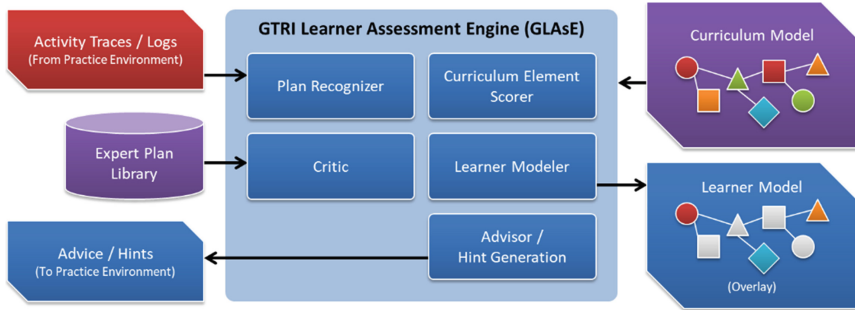 Activity Traces / Logs
(From Practice Environment)
Expert Plan
Library
Advice / Hints
(To Practice Environment)
GTRI Learner Assessment Engine (GLAsE)
Plan Recognizer
Curriculum Element
Scorer
Critic
Learner Modeler
Advisor /
Hint Generation
Curriculum Model
Learner Model
(Overlay)